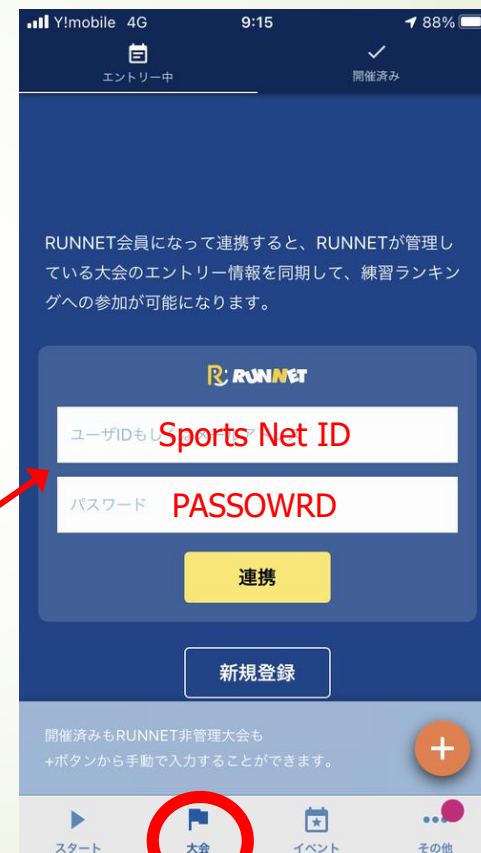 Y!mobile 4G 9:15 88%
エントリー中 開催済み
RUNNET会員になって連携すると、RUNNETが管理し
ている大会のエントリー情報を同期して、練習ランキン
グへの参加が可能になります。
RUNNET
ユーザIDもし
Sports Net ID
パスワード PASSOWRD
連携
新規登録
開催済みもRUNNET非管理大会も
+ボタンから手動で入力することができます。
スタート 大会 イベント その他